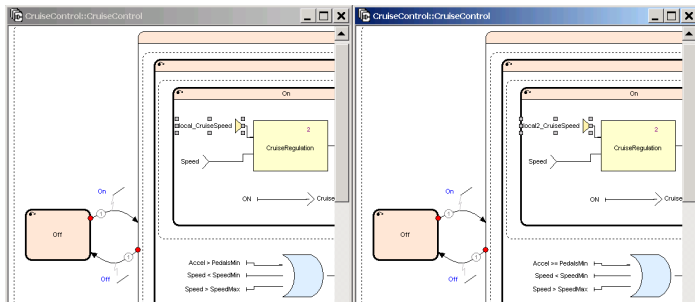 CruiseControl::CruiseControl
On
local_CruiseSpeed
2
CruiseRegulation
Speed
On
ON
Cruise
1
Off
1
Off
Accel > PedalsMin
Speed < SpeedMin
Speed > SpeedMax
CruiseControl::CruiseControl
On
local2_CruiseSpeed
2
CruiseRegulation
Speed
On
ON
Cruise
1
Off
1
Off
Accel >= PedalsMin
Speed < SpeedMin
Speed > SpeedMax